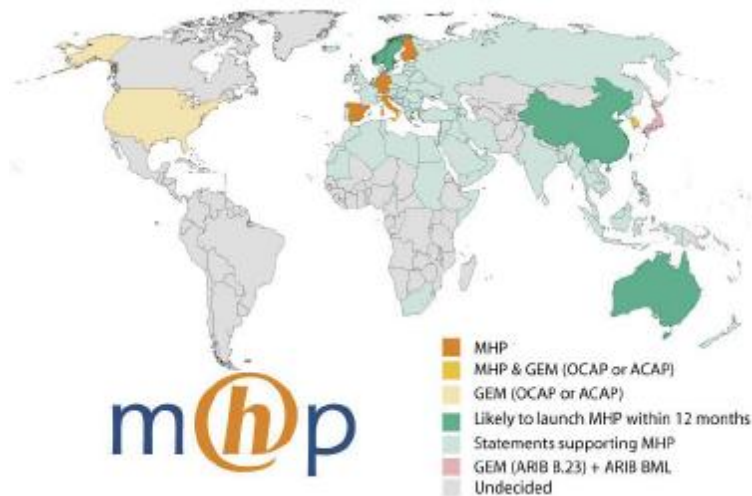 MHP
MHP & GEM (OCAP or ACAP)
GEM (OCAP or ACAP)
Likely to launch MHP within 12 months
Statements supporting MHP
GEM (ARIB B.23) + ARIB BML
Undecided
mhp